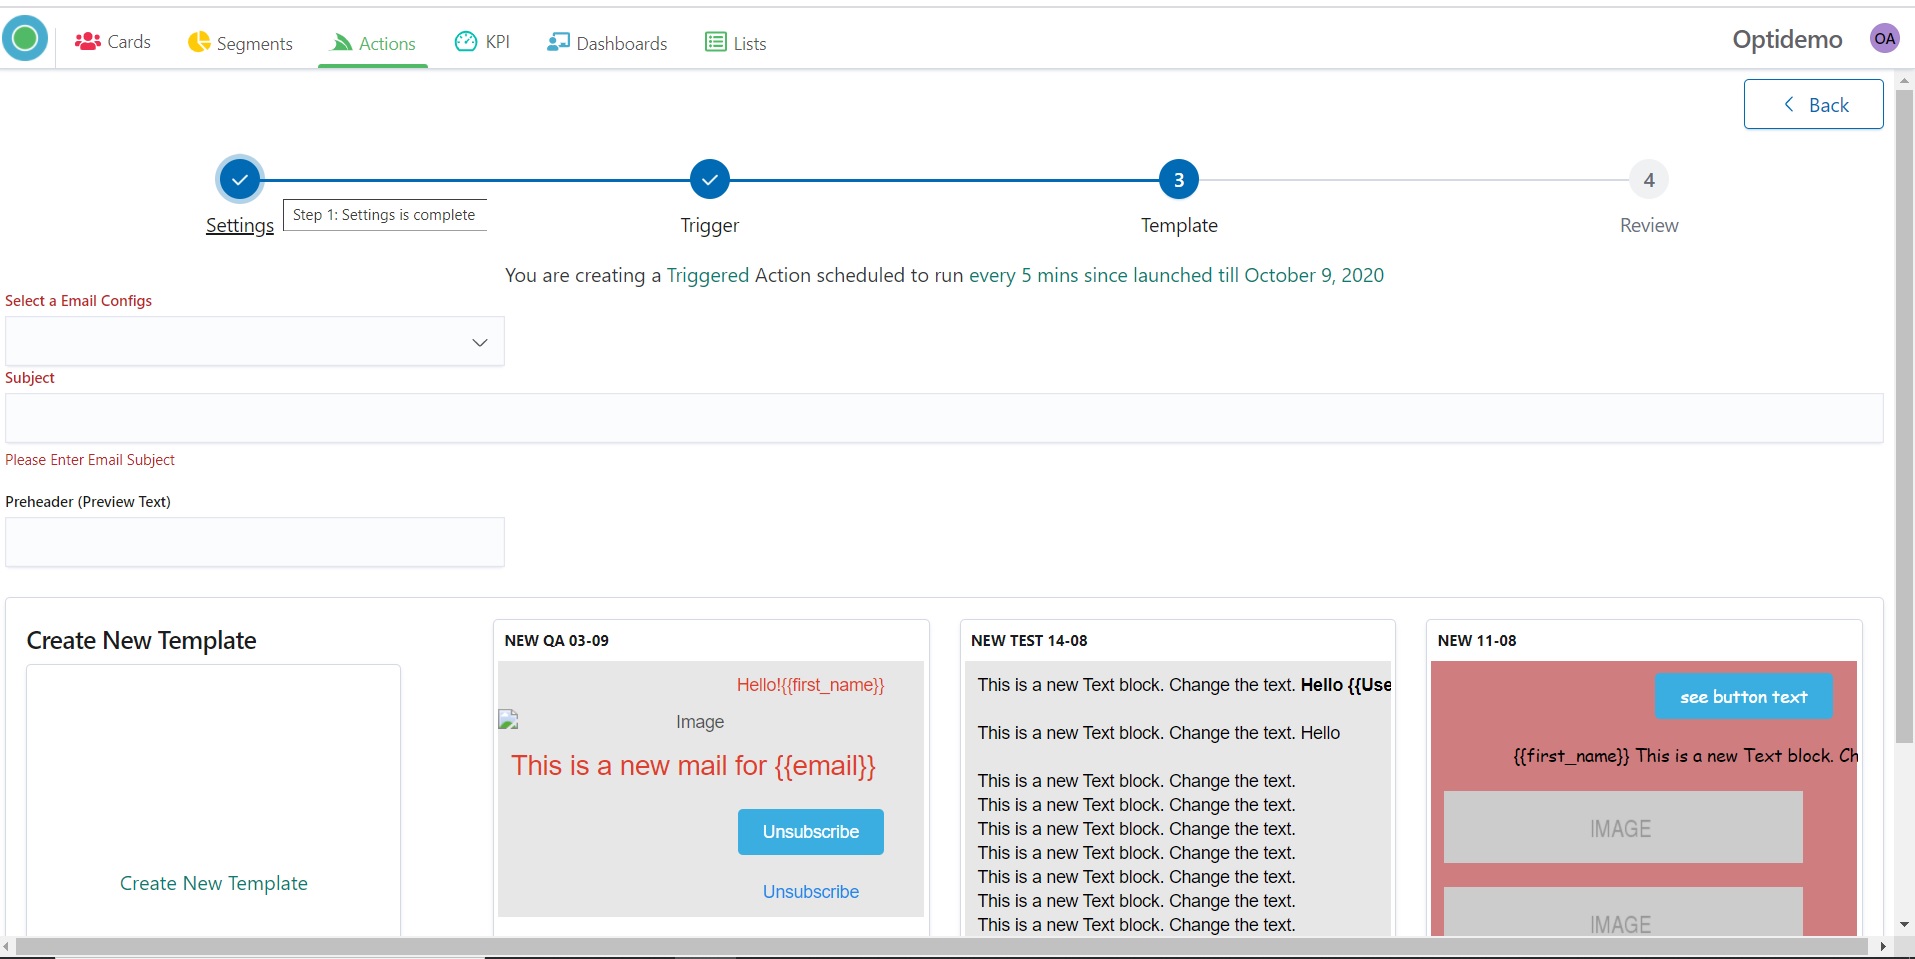 Cards
Segments
Actions
KPI
Dashboards
Lists
Optidemo
OA
Back
3
4
Settings
Step 1: Settings is complete
Trigger
Template
Review
You are creating a Triggered Action scheduled to run every 5 mins since launched till October 9, 2020
Select a Email Configs
Subject
Please Enter Email Subject
Preheader (Preview Text)
Create New Template
Create New Template
NEW QA 03-09
Hello!{{first_name}}
Image
This is a new mail for {{email}}
Unsubscribe
Unsubscribe
NEW TEST 14-08
This is a new Text block. Change the text. Hello {{Use
This is a new Text block. Change the text. Hello
This is a new Text block. Change the text.
This is a new Text block. Change the text.
This is a new Text block. Change the text.
This is a new Text block. Change the text.
This is a new Text block. Change the text.
This is a new Text block. Change the text.
This is a new Text block. Change the text.
NEW 11-08
see button text
{{first_name}} This is a new Text block. Ch
IMAGE
IMAGE